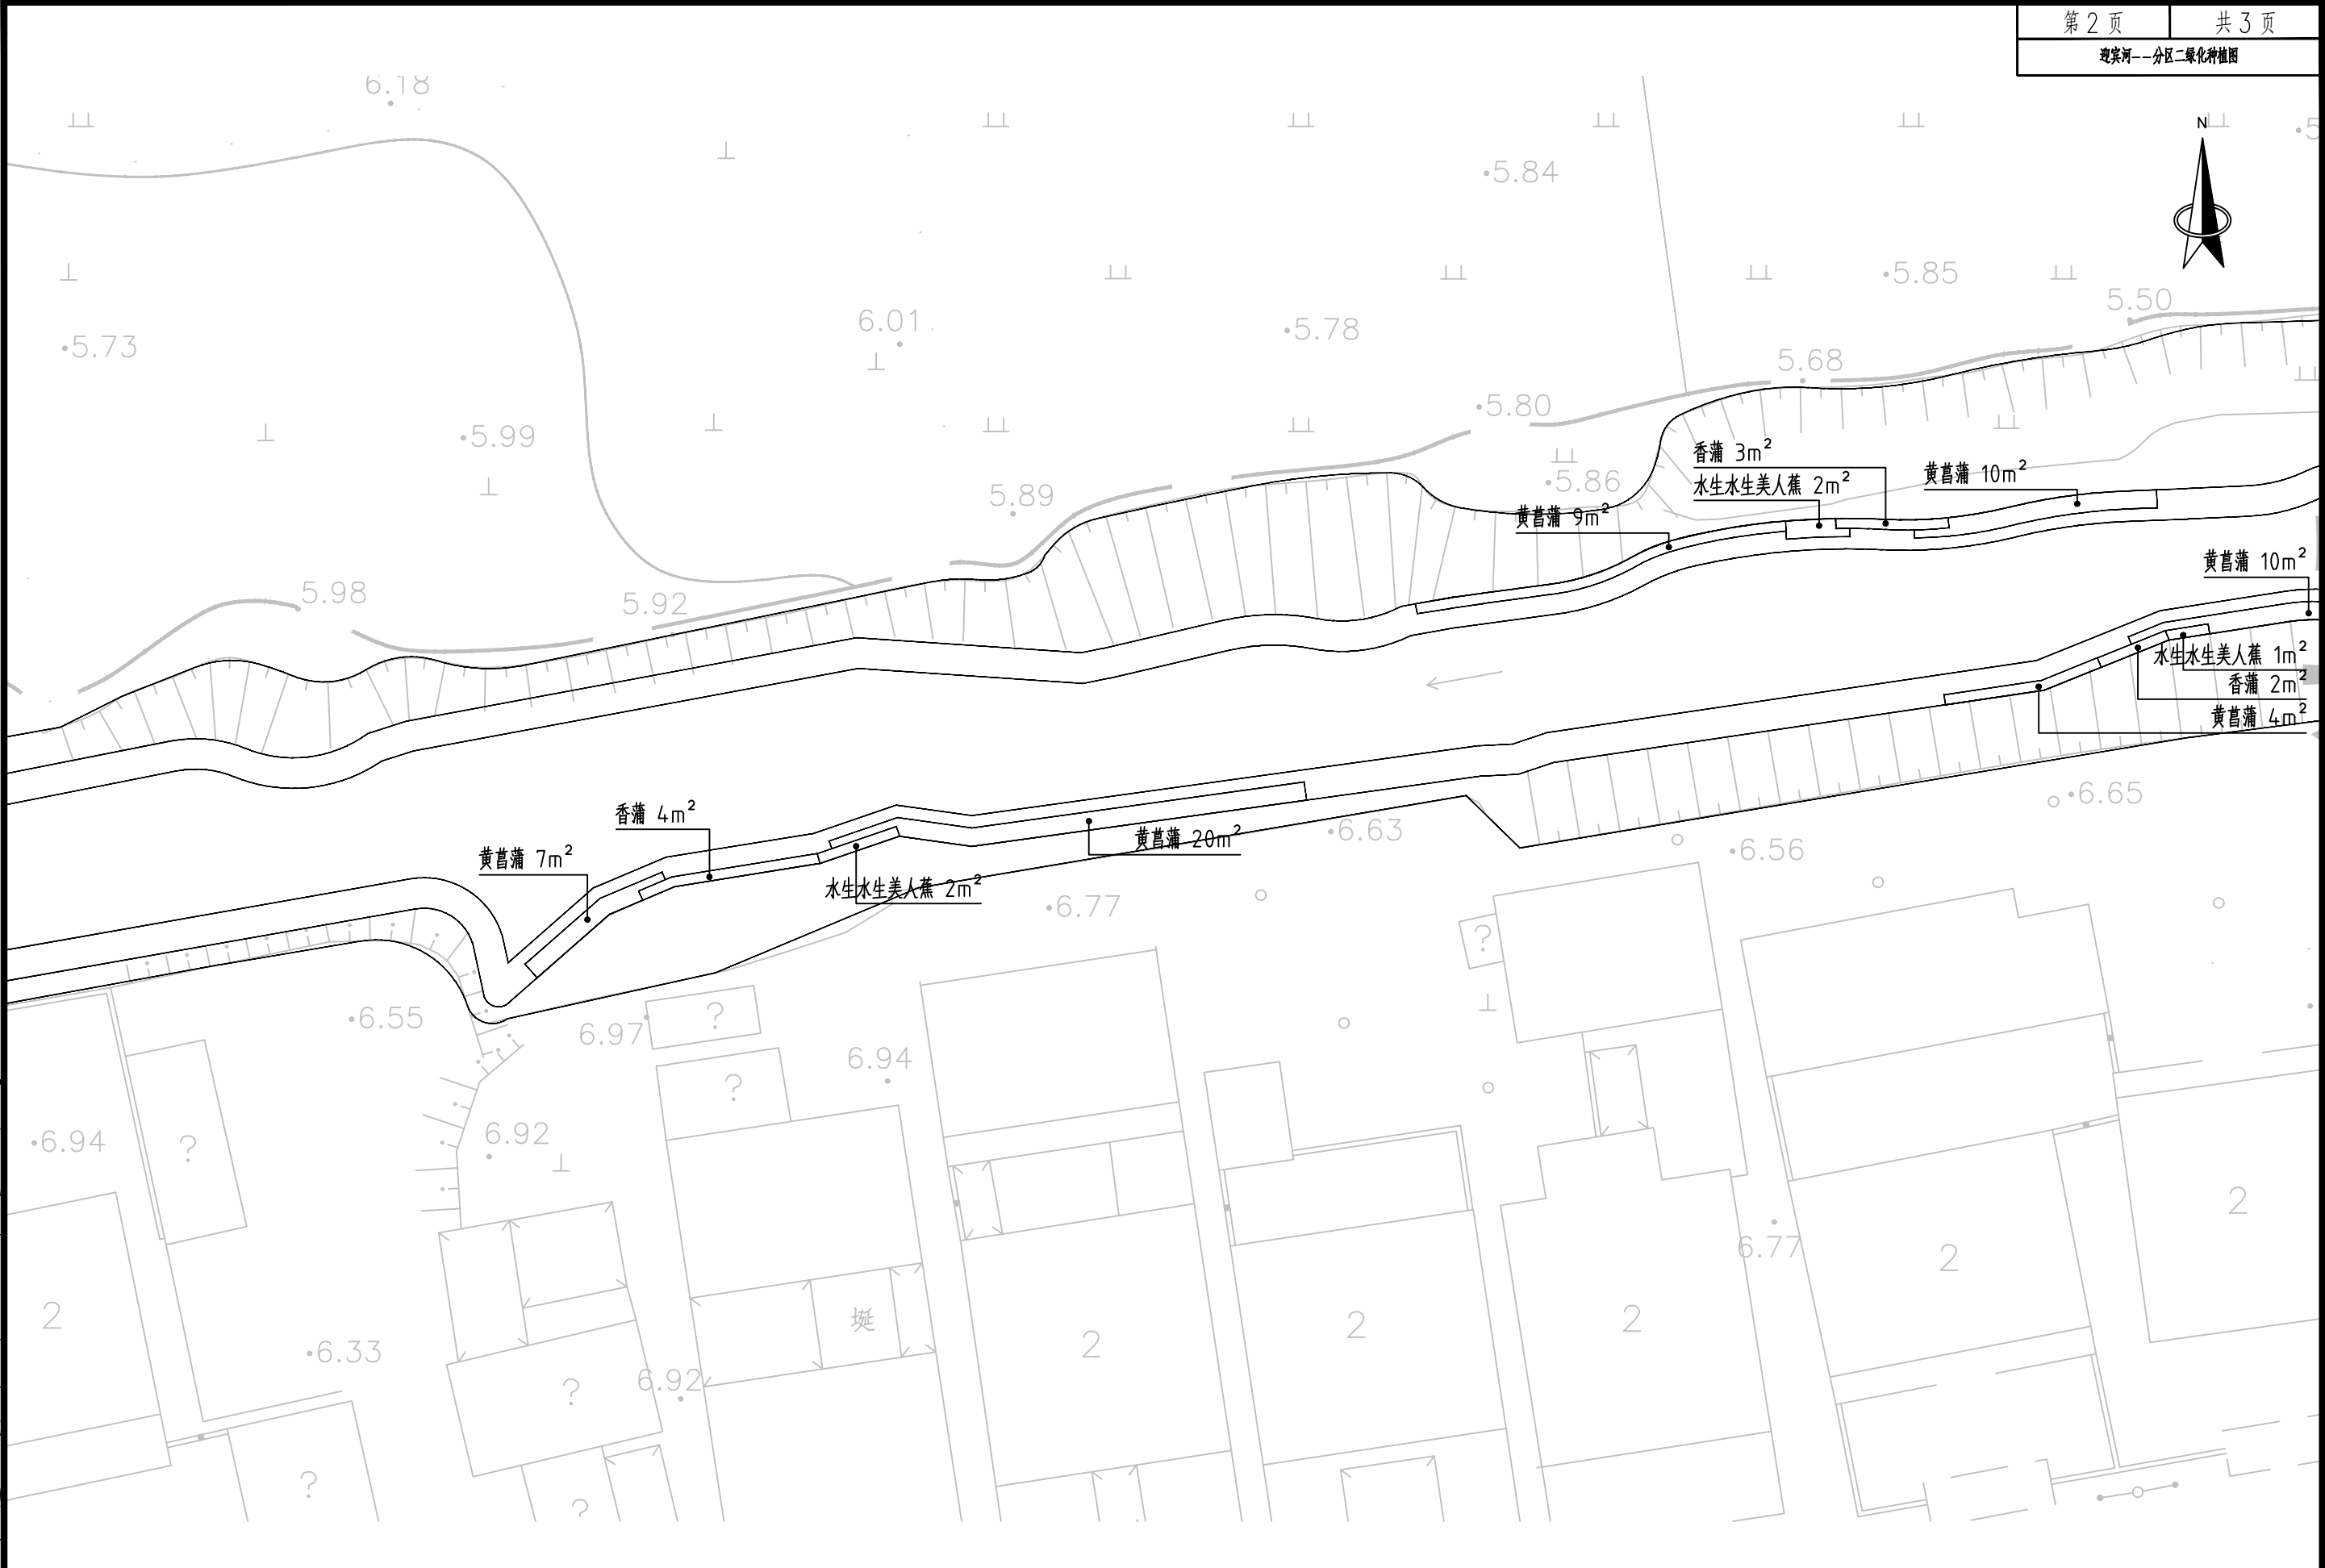 第 2 页
共 3 页
迎宾河--分区二绿化种植图
6.18
N
5.84
5.85
5.50
5.73
6.01
5.78
5.68
5.80
5.99
香蒲 3m²
水生水生美人蕉 2m²
黄菖蒲 10m²
5.86
5.89
黄菖蒲 9m²
黄菖蒲 10m²
5.98
5.92
水生水生美人蕉 1m²
香蒲 2m²
黄菖蒲 4m²
6.65
香蒲 4m²
6.63
黄菖蒲 20m²
6.56
黄菖蒲 7m²
水生水生美人蕉 2m²
6.77
?
6.55
6.97
?
6.94
?
6.94
?
6.92
2
6.77
2
2
2
2
埏
2
6.33
6.92
?
?
?